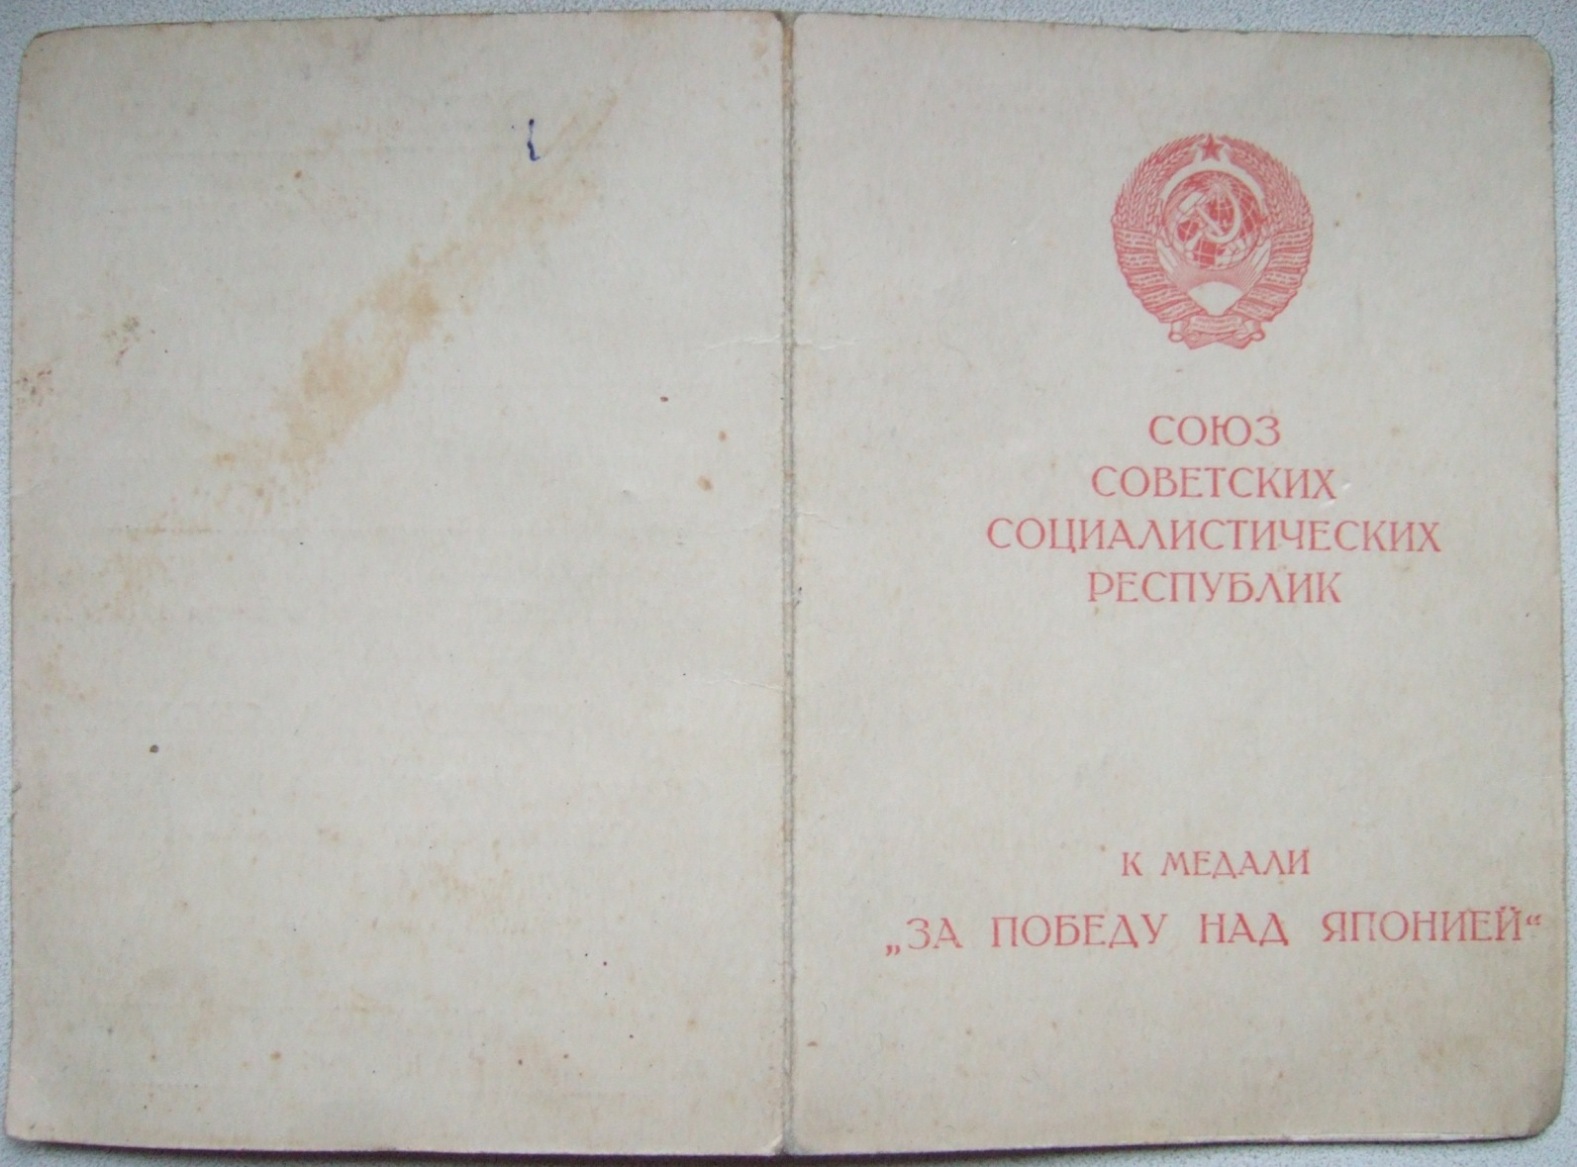 СОЮЗ
СОВЕТСКИХ
СОЦИАЛИСТИЧЕСКИХ
РЕСПУБЛИК
К МЕДАЛИ
„ЗА ПОБЕДУ НАД ЯПОНИЕЙ“